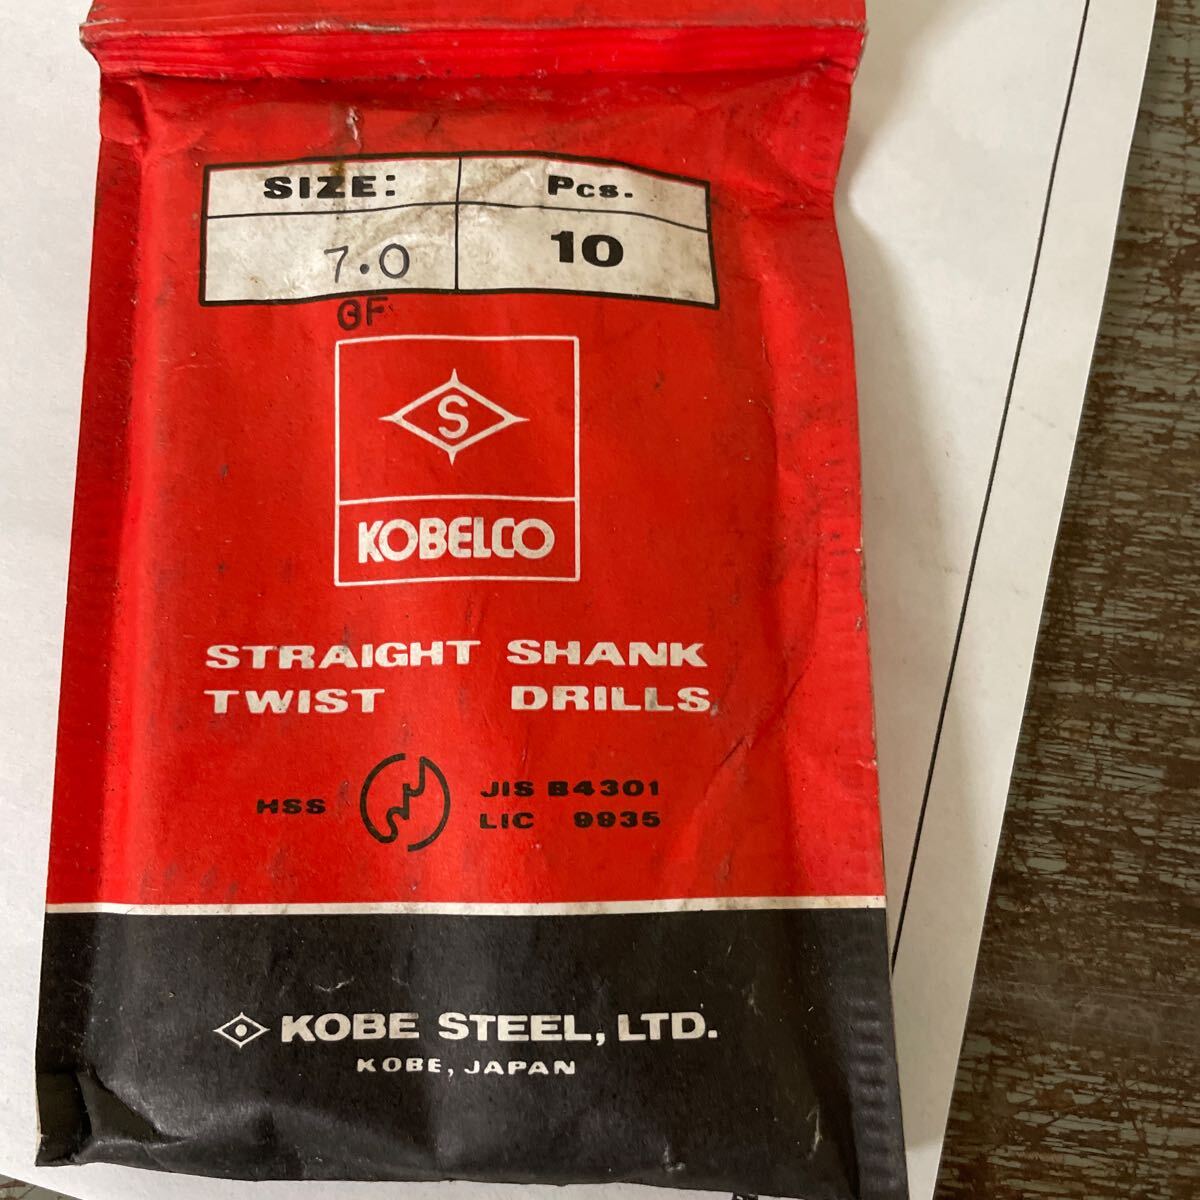 SIZE: Pcs.
7.0 10
GF
S
KOBELCO
STRAIGHT SHANK
TWIST DRILLS
HSS JIS B4301
LIC 9935
KOBE STEEL, LTD.
KOBE, JAPAN